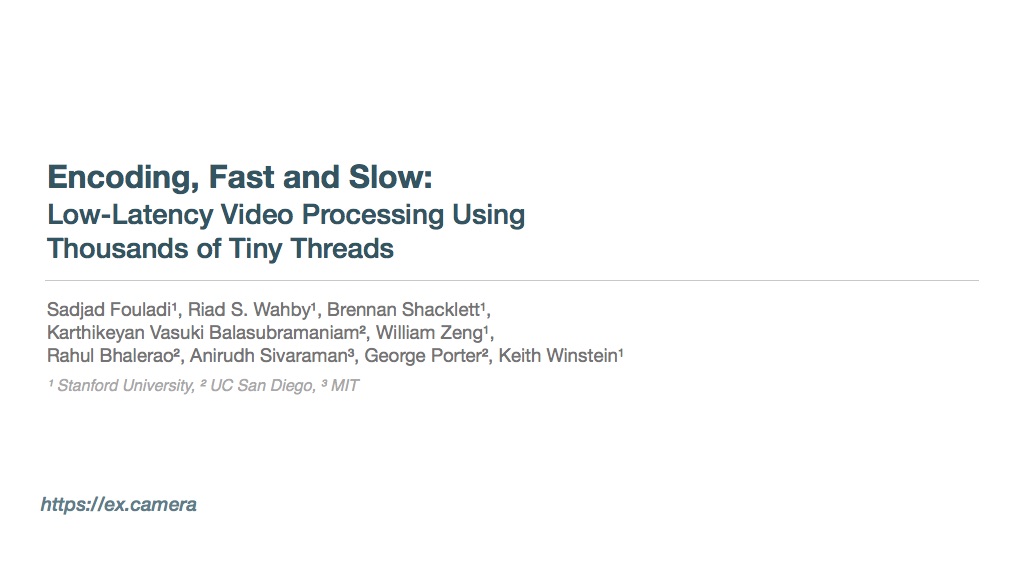 Encoding, Fast and Slow:
Low-Latency Video Processing Using
Thousands of Tiny Threads
Sadjad Fouladi¹, Riad S. Wahby¹, Brennan Shacklett¹,
Karthikeyan Vasuki Balasubramaniam², William Zeng¹,
Rahul Bhalerao², Anirudh Sivaraman³, George Porter², Keith Winstein¹
¹ Stanford University, ² UC San Diego, ³ MIT
https://ex.camera